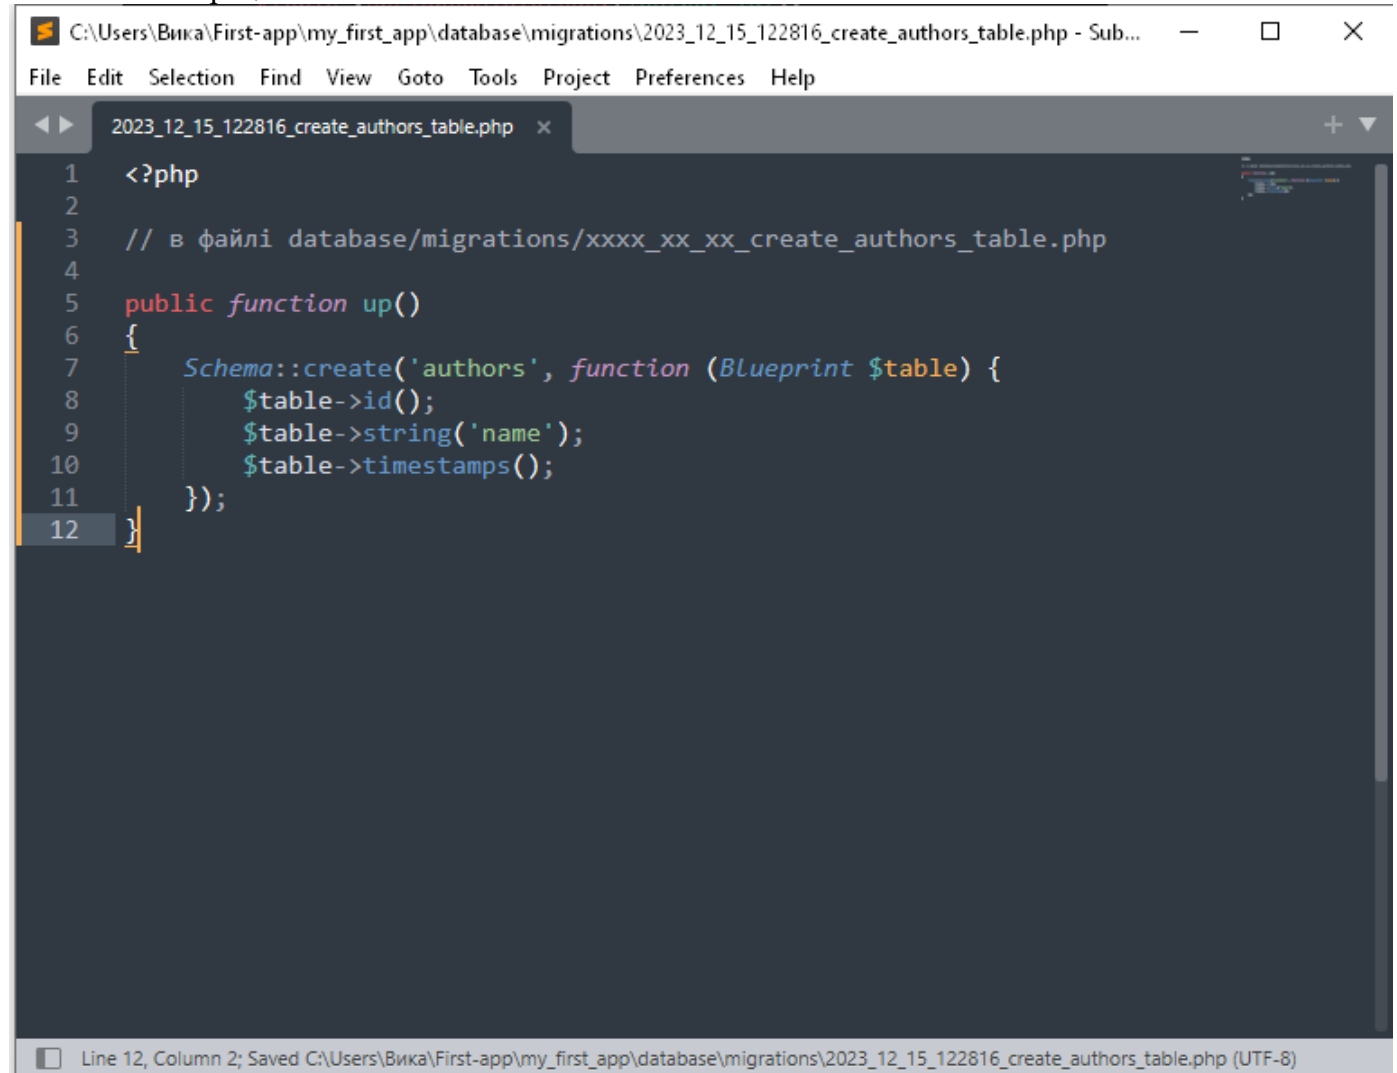 C:\Users\Вика\First-app\my_first_app\database\migrations\2023_12_15_122816_create_authors_table.php - Sub...
File Edit Selection Find View Goto Tools Project Preferences Help
2023_12_15_122816_create_authors_table.php ×
1 <?php
2
3 // в файлі database/migrations/xxxx_xx_xx_create_authors_table.php
4
5 public function up()
6 {
7     Schema::create('authors', function (Blueprint $table) {
8         $table->id();
9         $table->string('name');
10         $table->timestamps();
11     });
12 }
Line 12, Column 2; Saved C:\Users\Вика\First-app\my_first_app\database\migrations\2023_12_15_122816_create_authors_table.php (UTF-8)